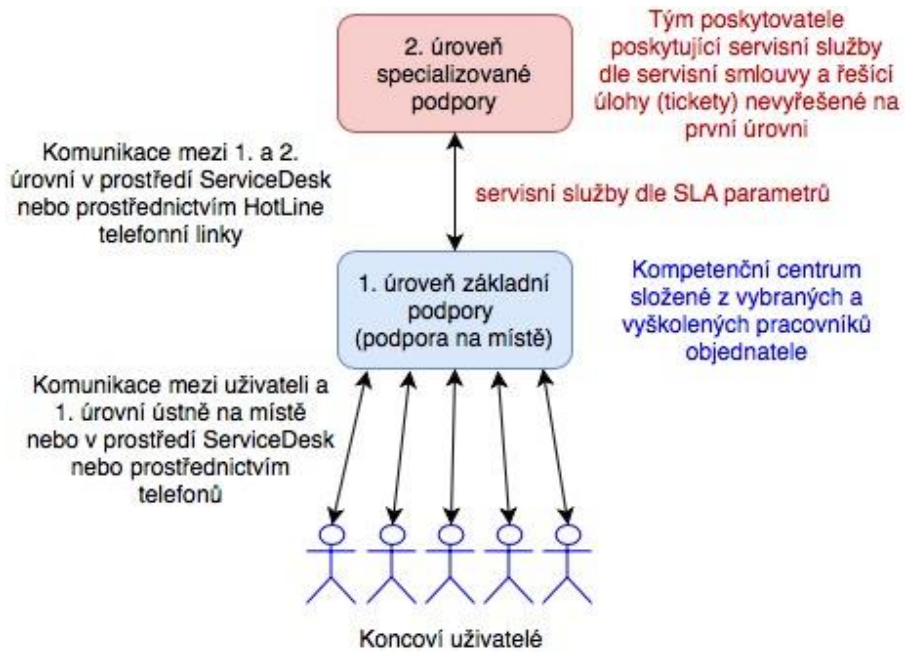 2. úroveň
specializované
podpory
Tým poskytovatele
poskytující servisní služby
dle servisní smlouvy a řešící
úlohy (tickety) nevyřešené na
první úrovni
Komunikace mezi 1. a 2.
úrovní v prostředí ServiceDesk
nebo prostřednictvím HotLine
telefonní linky
servisní služby dle SLA parametrů
1. úroveň základní
podpory
(podpora na místě)
Kompetenční centrum
složené z vybraných a
vyškolených pracovníků
objednatele
Komunikace mezi uživateli a
1. úrovní ústně na místě
nebo v prostředí ServiceDesk
nebo prostřednictvím
telefonů
Koncoví uživatelé